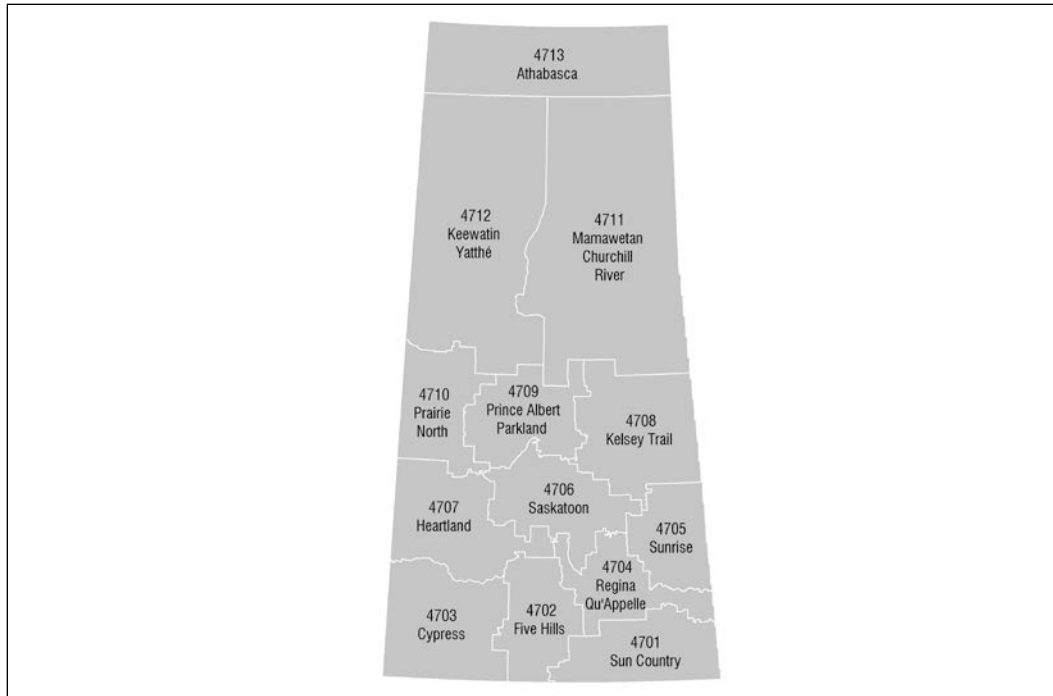 4713
Athabasca
4712
Keewatin
Yatthé
4711
Mamawetan
Churchill
River
4710
Prairie
North
4709
Prince Albert
Parkland
4708
Kelsey Trail
4707
Heartland
4706
Saskatoon
4705
Sunrise
4704
Regina
Qu'Appelle
4703
Cypress
4702
Five Hills
4701
Sun Country